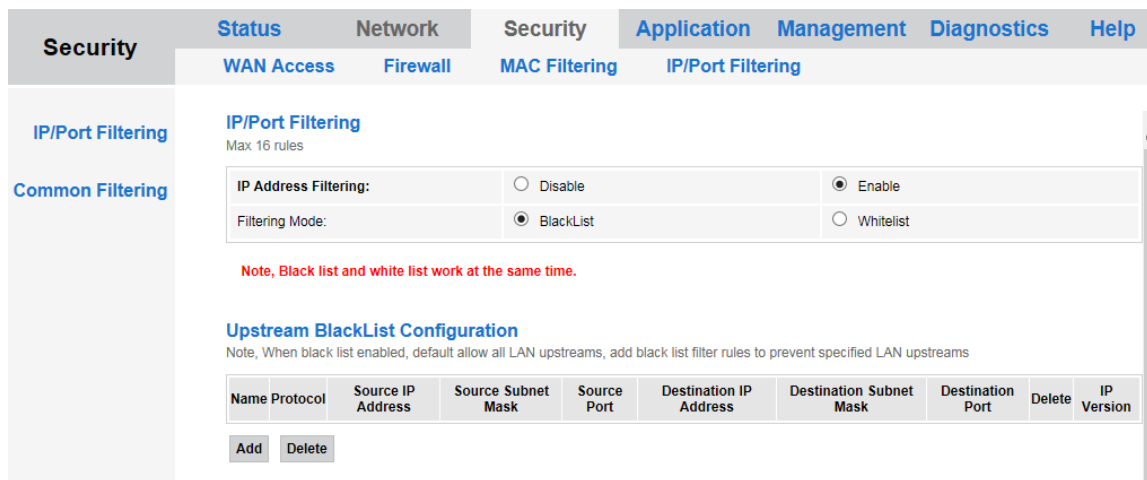 Security
Status Network Security Application Management Diagnostics Help
WAN Access Firewall MAC Filtering IP/Port Filtering
IP/Port Filtering
Common Filtering
IP/Port Filtering
Max 16 rules
IP Address Filtering: Disable Enable
Filtering Mode: BlackList Whitelist
Note, Black list and white list work at the same time.
Upstream BlackList Configuration
Note, When black list enabled, default allow all LAN upstreams, add black list filter rules to prevent specified LAN upstreams
Name Protocol Source IP Address Source Subnet Mask Source Port Destination IP Address Destination Subnet Mask Destination Port Delete IP Version
Add Delete